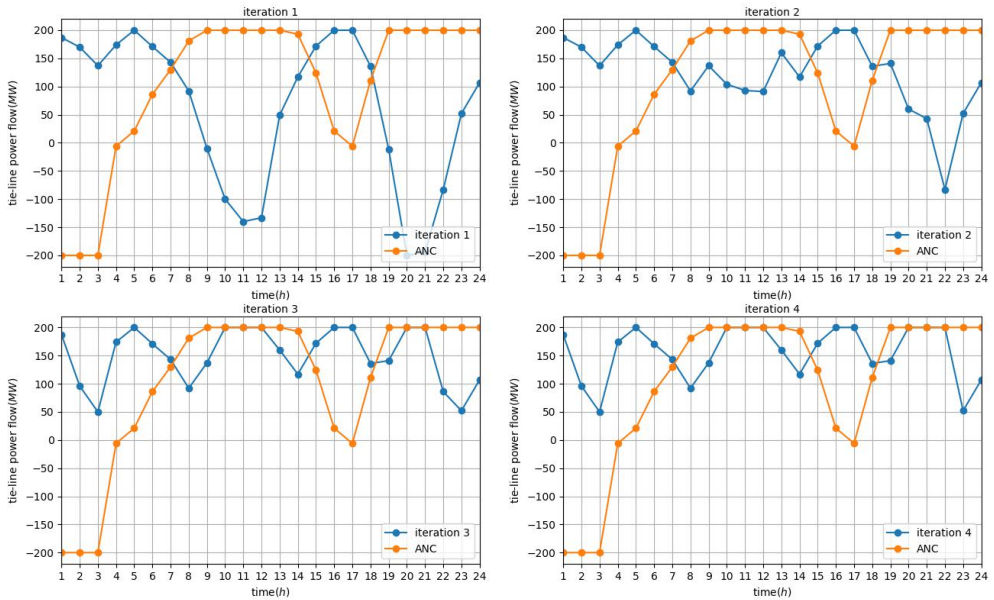 iteration 1
tie-line power flow(MW)
200
150
100
50
0
−50
−100
−150
−200
1 2 3 4 5 6 7 8 9 10 11 12 13 14 15 16 17 18 19 20 21 22 23 24
time(h)
iteration 1
ANC
iteration 2
tie-line power flow(MW)
200
150
100
50
0
−50
−100
−150
−200
1 2 3 4 5 6 7 8 9 10 11 12 13 14 15 16 17 18 19 20 21 22 23 24
time(h)
iteration 2
ANC
iteration 3
tie-line power flow(MW)
200
150
100
50
0
−50
−100
−150
−200
1 2 3 4 5 6 7 8 9 10 11 12 13 14 15 16 17 18 19 20 21 22 23 24
time(h)
iteration 3
ANC
iteration 4
tie-line power flow(MW)
200
150
100
50
0
−50
−100
−150
−200
1 2 3 4 5 6 7 8 9 10 11 12 13 14 15 16 17 18 19 20 21 22 23 24
time(h)
iteration 4
ANC